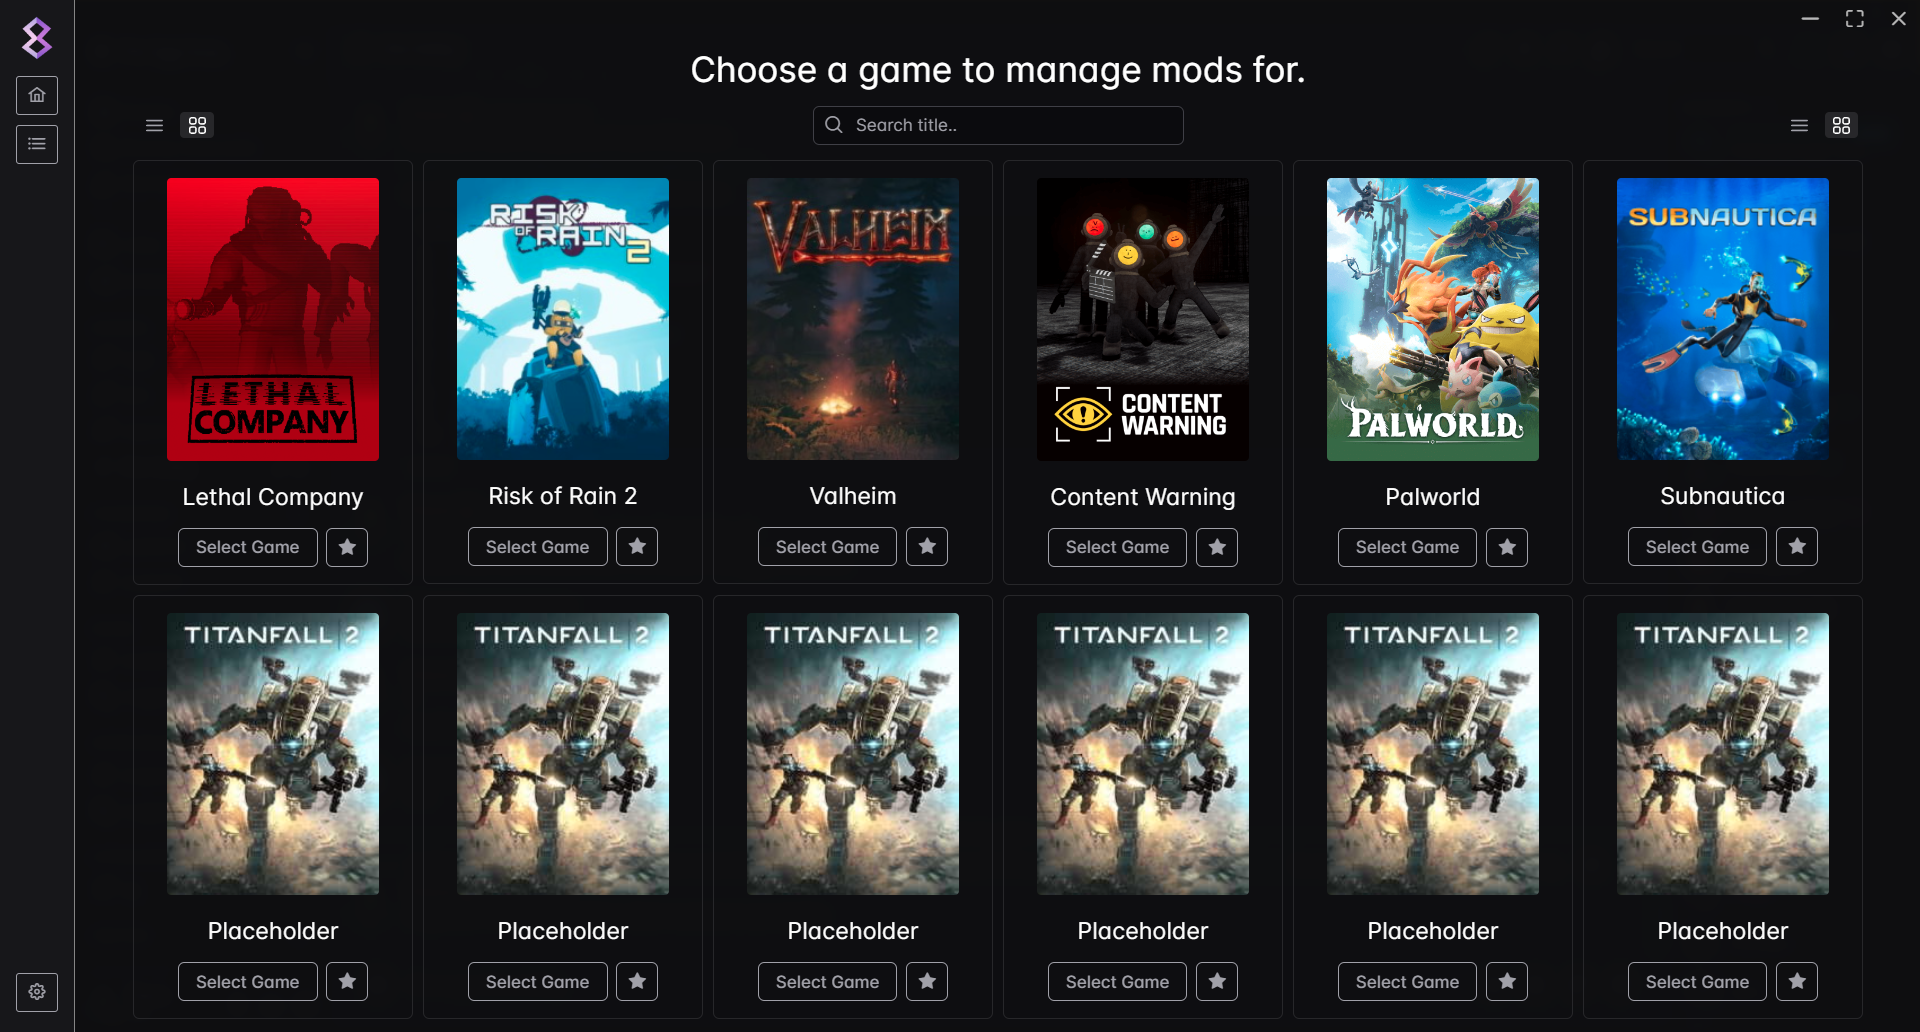 Choose a game to manage mods for.
Search title..
LETHAL
COMPANY
RISK
OF RAIN
2
VALHEIM
CONTENT
WARNING
PALWORLD
SUBNAUTICA
Lethal Company
Risk of Rain 2
Valheim
Content Warning
Palworld
Subnautica
Select Game
Select Game
Select Game
Select Game
Select Game
Select Game
TITANFALL 2
TITANFALL 2
TITANFALL 2
TITANFALL 2
TITANFALL 2
TITANFALL 2
Placeholder
Placeholder
Placeholder
Placeholder
Placeholder
Placeholder
Select Game
Select Game
Select Game
Select Game
Select Game
Select Game